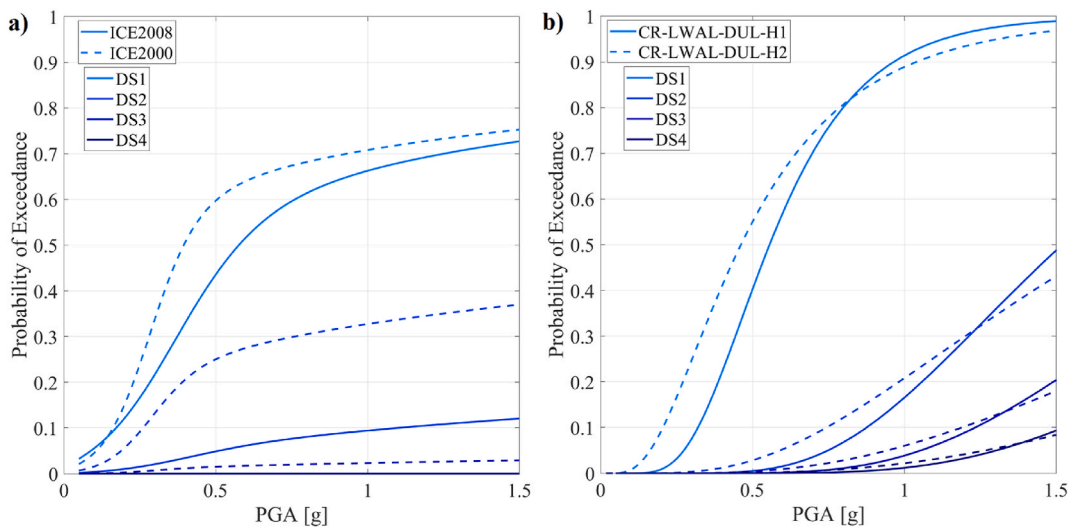 a)
ICE2008
ICE2000
DS1
DS2
DS3
DS4
Probability of Exceedance
1
0.9
0.8
0.7
0.6
0.5
0.4
0.3
0.2
0.1
0
0
0.5
1
1.5
PGA [g]
b)
CR-LWAL-DUL-H1
CR-LWAL-DUL-H2
DS1
DS2
DS3
DS4
Probability of Exceedance
1
0.9
0.8
0.7
0.6
0.5
0.4
0.3
0.2
0.1
0
0
0.5
1
1.5
PGA [g]